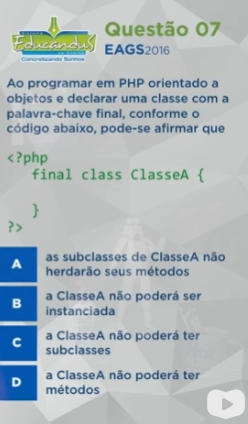 Educandus
Concretizando Sonhos
Questão 07
EAGS2016
Ao programar em PHP orientado a
objetos e declarar uma classe com a
palavra-chave final, conforme o
código abaixo, pode-se afirmar que
<?php
final class ClasseA {
}
?>
A
as subclasses de ClasseA não
herdarão seus métodos
B
a ClasseA não poderá ser
instanciada
C
a ClasseA não poderá ter
subclasses
D
a ClasseA não poderá ter
métodos